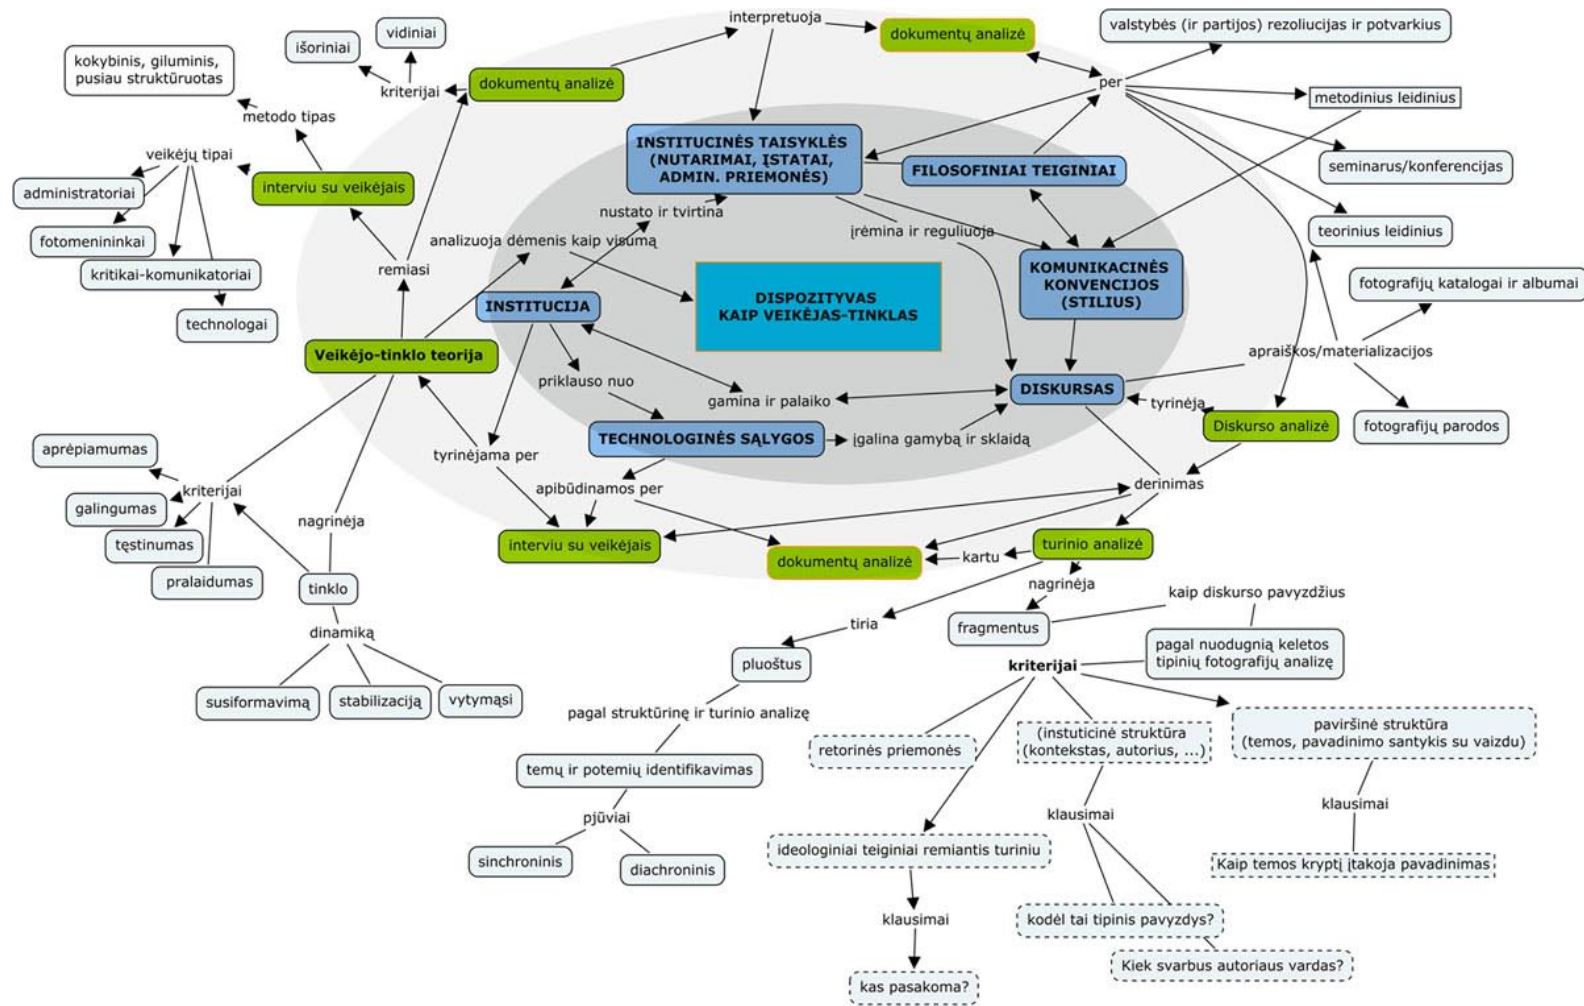 interpretuoja
valstybės (ir partijos) rezoliucijas ir potvarkius
vidiniai
išoriniai
dokumentų analizė
kokybinis, giluminis,
pusiau struktūruotas
dokumentų analizė
kriterijai
per
metodinius leidinius
metodo tipas
INSTITUCINĖS TAISYKLĖS
(NUTARIMAI, ĮSTATAI,
ADMIN. PRIEMONĖS)
veikėjų tipai
seminarus/konferencijas
FILOSOFINIAI TEIGINIAI
administratoriai
interviu su veikėjais
nustato ir tvirtina
įrėmina ir reguliuoja
teorinius leidinius
fotomenininkai
analizuoja dėmenis kaip visumą
kritikai-komunikatoriai
remiasi
KOMUNIKACINĖS
KONVENCIJOS
(STILIUS)
fotografijų katalogai ir albumai
INSTITUCIJA
DISPOZITYVAS
KAIP VEIKĖJAS-TINKLAS
technologai
Veikėjo-tinklo teorija
apraiškos/materializacijos
priklauso nuo
DISKURSAS
gamina ir palaiko
tyrinėja
Diskurso analizė
fotografijų parodos
TECHNOLOGINĖS SĄLYGOS
įgalina gamybą ir sklaidą
aprėpiamumas
tyrinėjama per
kriterijai
apibūdinamos per
derinimas
galingumas
nagrinėja
tęstinumas
interviu su veikėjais
turinio analizė
dokumentų analizė
kartu
pralaidumas
tinklo
nagrinėja
kaip diskurso pavyzdžius
dinamiką
tiria
fragmentus
pagal nuodugnią keletos
tipinių fotografijų analizę
pluoštus
kriterijai
susiformavimą
stabilizaciją
vytymąsi
pagal struktūrinę ir turinio analizę
retorinės priemonės
(instuticinė struktūra
(kontekstas, autorius, ...)
paviršinė struktūra
(temos, pavadinimo santykis su vaizdu)
temų ir potemių identifikavimas
klausimai
pjūviai
klausimai
ideologiniai teiginiai remiantis turiniu
sinchroninis
diachroninis
Kaip temos kryptį įtakoja pavadinimas
klausimai
kodėl tai tipinis pavyzdys?
Kiek svarbus autoriaus vardas?
kas pasakoma?